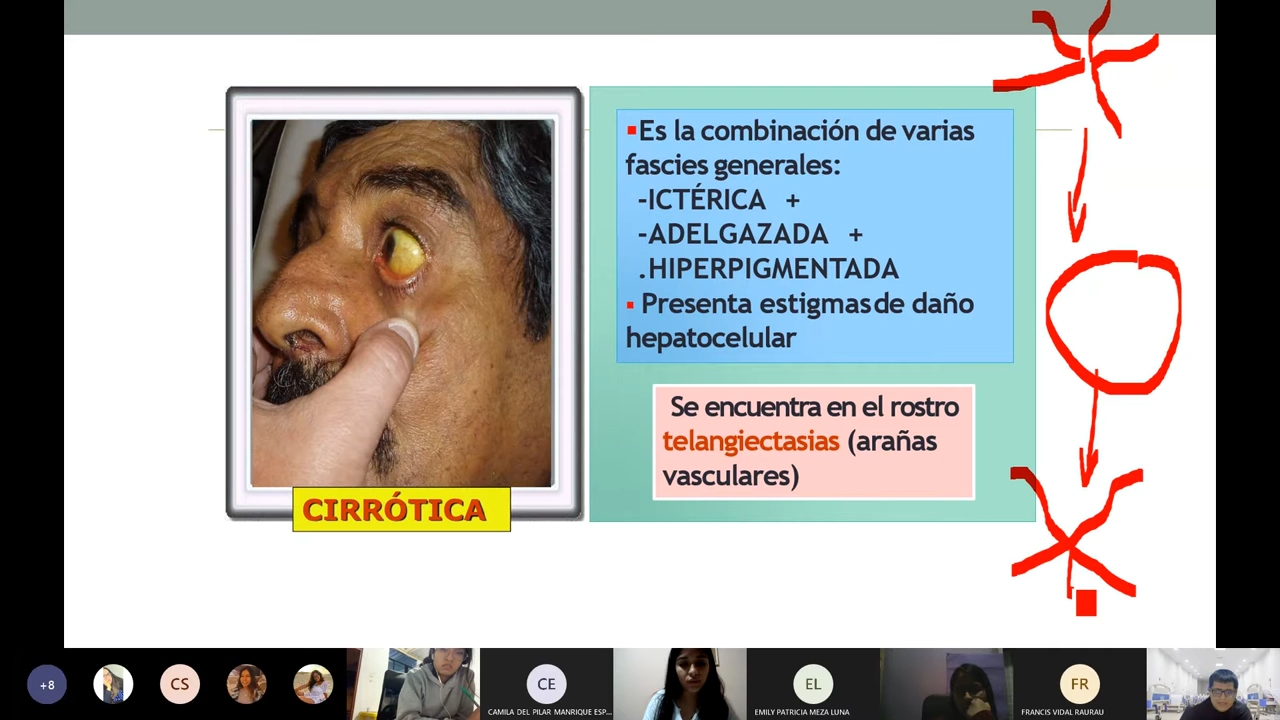 ▪Es la combinación de varias
fascies generales:
-ICTÉRICA +
-ADELGAZADA +
.HIPERPIGMENTADA
▪ Presenta estigmas de daño
hepatocelular
Se encuentra en el rostro
telangiectasias (arañas
vasculares)
CIRRÓTICA
+8
CS
CE
CAMILA DEL PILAR MANRIQUE ESP...
EL
EMILY PATRICIA MEZA LUNA
FR
FRANCIS VIDAL RAURAU